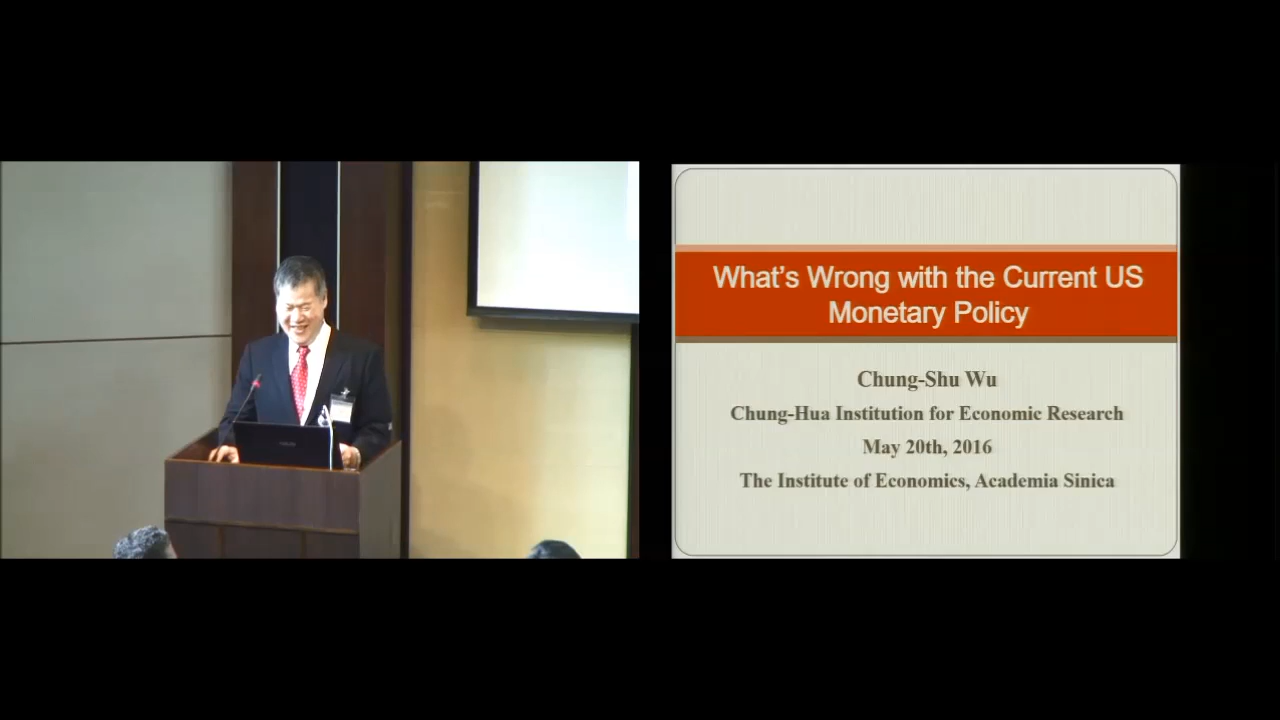 What's Wrong with the Current US
Monetary Policy
Chung-Shu Wu
Chung-Hua Institution for Economic Research
May 20th, 2016
The Institute of Economics, Academia Sinica